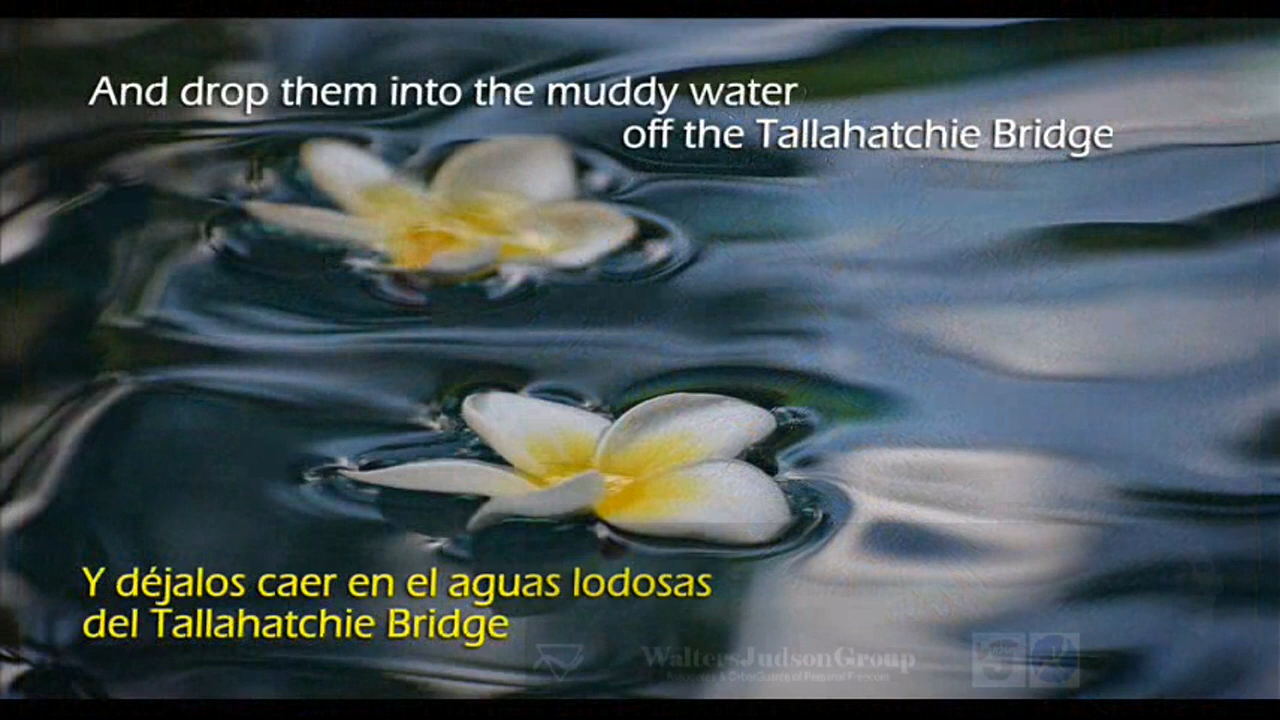 And drop them into the muddy water
off the Tallahatchie Bridge
Y déjalos caer en el aguas lodosas
del Tallahatchie Bridge
WaltersJudsonGroup